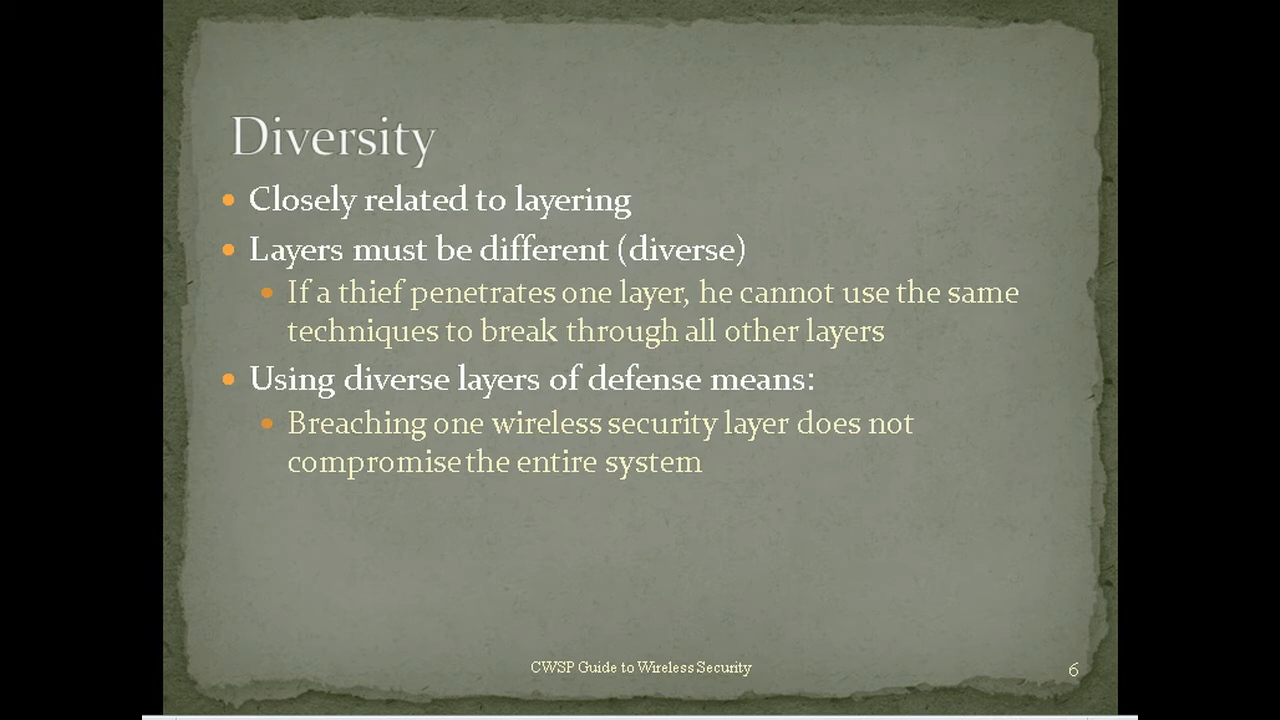 Diversity
• Closely related to layering
• Layers must be different (diverse)
• If a thief penetrates one layer, he cannot use the same
techniques to break through all other layers
• Using diverse layers of defense means:
• Breaching one wireless security layer does not
compromise the entire system
CWSP Guide to Wireless Security
6